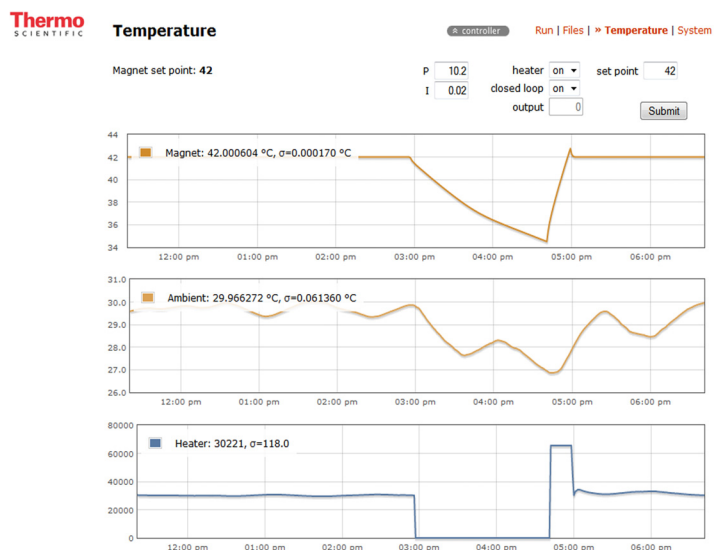 Thermo
SCIENTIFIC
Temperature
controller
Run | Files | » Temperature | System
Magnet set point: 42
P 10.2 heater on set point 42
I 0.02 closed loop on
output 0
Submit
44
42
40
38
36
34
Magnet: 42.000604 ºC, σ=0.000170 ºC
12:00 pm 01:00 pm 02:00 pm 03:00 pm 04:00 pm 05:00 pm 06:00 pm
31.0
30.0
29.0
28.0
27.0
26.0
Ambient: 29.966272 ºC, σ=0.061360 ºC
12:00 pm 01:00 pm 02:00 pm 03:00 pm 04:00 pm 05:00 pm 06:00 pm
80000
60000
40000
20000
0
Heater: 30221, σ=118.0
12:00 pm 01:00 pm 02:00 pm 03:00 pm 04:00 pm 05:00 pm 06:00 pm